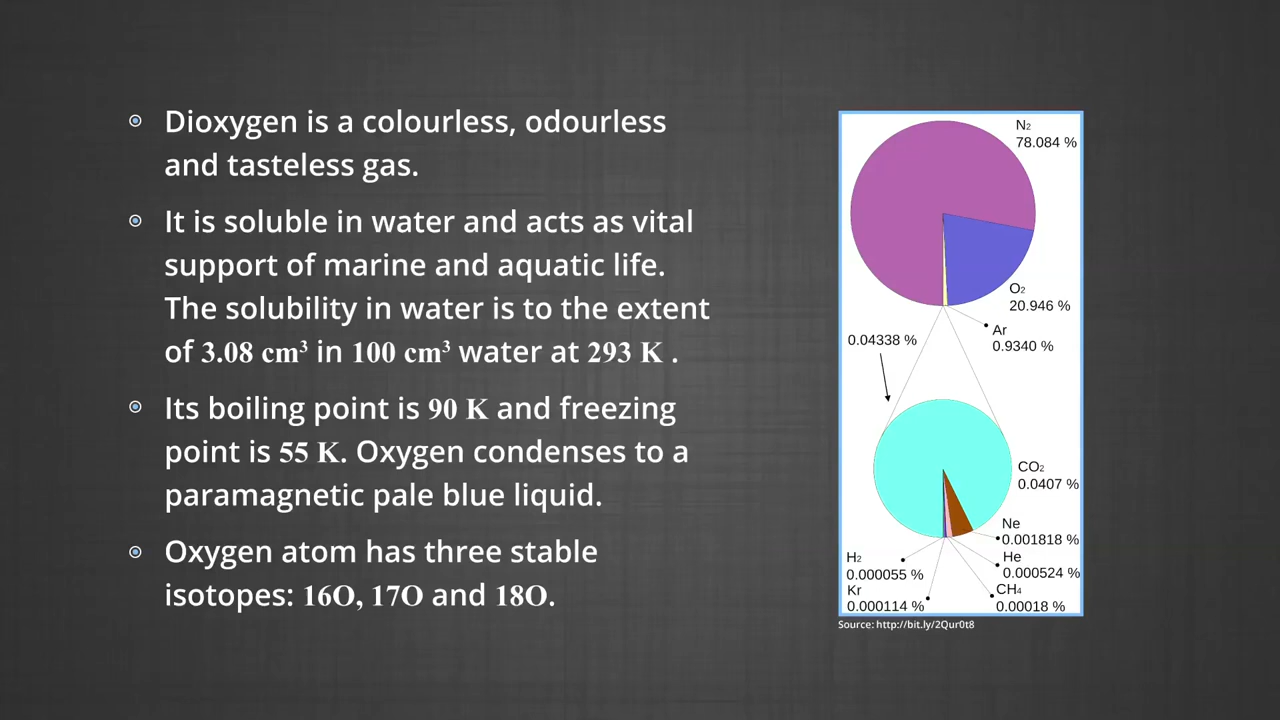 Dioxygen is a colourless, odourless
and tasteless gas.
It is soluble in water and acts as vital
support of marine and aquatic life.
The solubility in water is to the extent
of 3.08 cm³ in 100 cm³ water at 293 K .
Its boiling point is 90 K and freezing
point is 55 K. Oxygen condenses to a
paramagnetic pale blue liquid.
Oxygen atom has three stable
isotopes: 16O, 17O and 18O.
N₂
78.084 %
O₂
20.946 %
Ar
0.9340 %
0.04338 %
CO₂
0.0407 %
Ne
0.001818 %
He
0.000524 %
CH₄
0.00018 %
H₂
0.000055 %
Kr
0.000114 %
Source: http://bit.ly/2Qur0t8